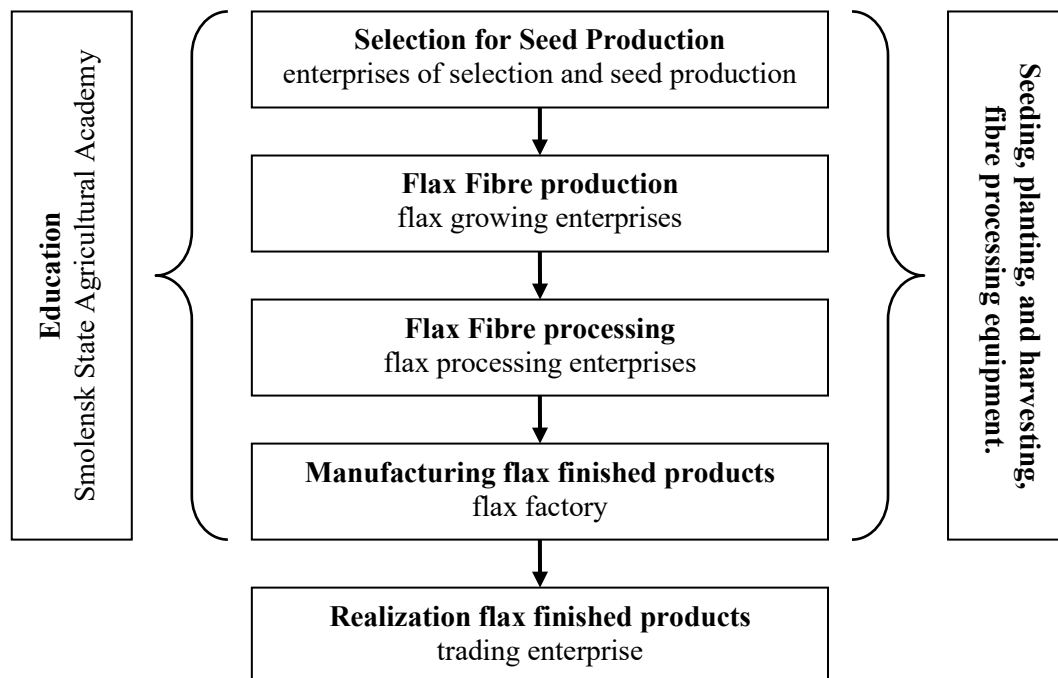 Education
Smolensk State Agricultural Academy
Selection for Seed Production
enterprises of selection and seed production
Flax Fibre production
flax growing enterprises
Flax Fibre processing
flax processing enterprises
Manufacturing flax finished products
flax factory
Realization flax finished products
trading enterprise
Seeding, planting, and harvesting,
fibre processing equipment.